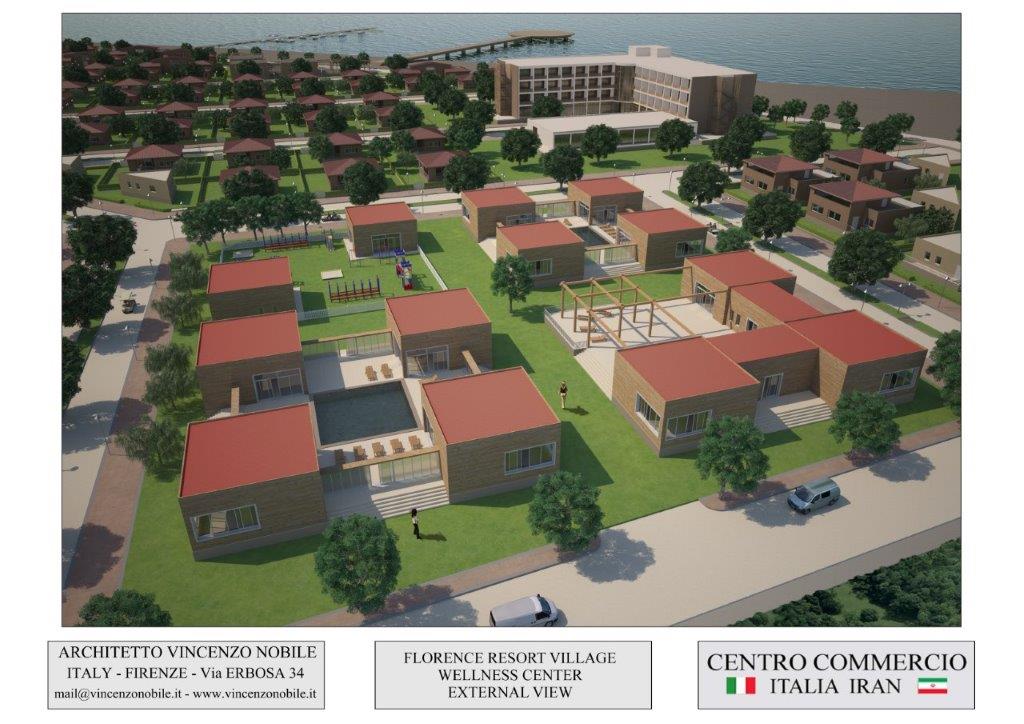 ARCHITETTO VINCENZO NOBILE
ITALY - FIRENZE - Via ERBOSA 34
mail@vincenzonobile.it - www.vincenzonobile.it
FLORENCE RESORT VILLAGE
WELLNESS CENTER
EXTERNAL VIEW
CENTRO COMMERCIO
ITALIA IRAN